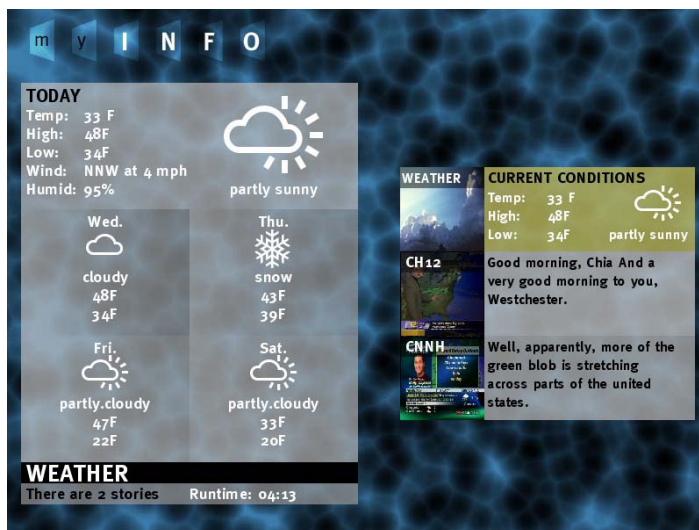 my INFO
TODAY
Temp: 33 F
High: 48F
Low: 34F
Wind: NNW at 4 mph
Humid: 95%
partly sunny
Wed.
cloudy
48F
34F
Thu.
snow
43F
39F
Fri.
partly.cloudy
47F
22F
Sat.
partly.cloudy
33F
20F
WEATHER
There are 2 stories Runtime: 04:13
WEATHER
CURRENT CONDITIONS
Temp: 33 F
High: 48F
Low: 34F
partly sunny
CH12
Good morning, Chia And a
very good morning to you,
Westchester.
CNNH
Well, apparently, more of the
green blob is stretching
across parts of the united
states.